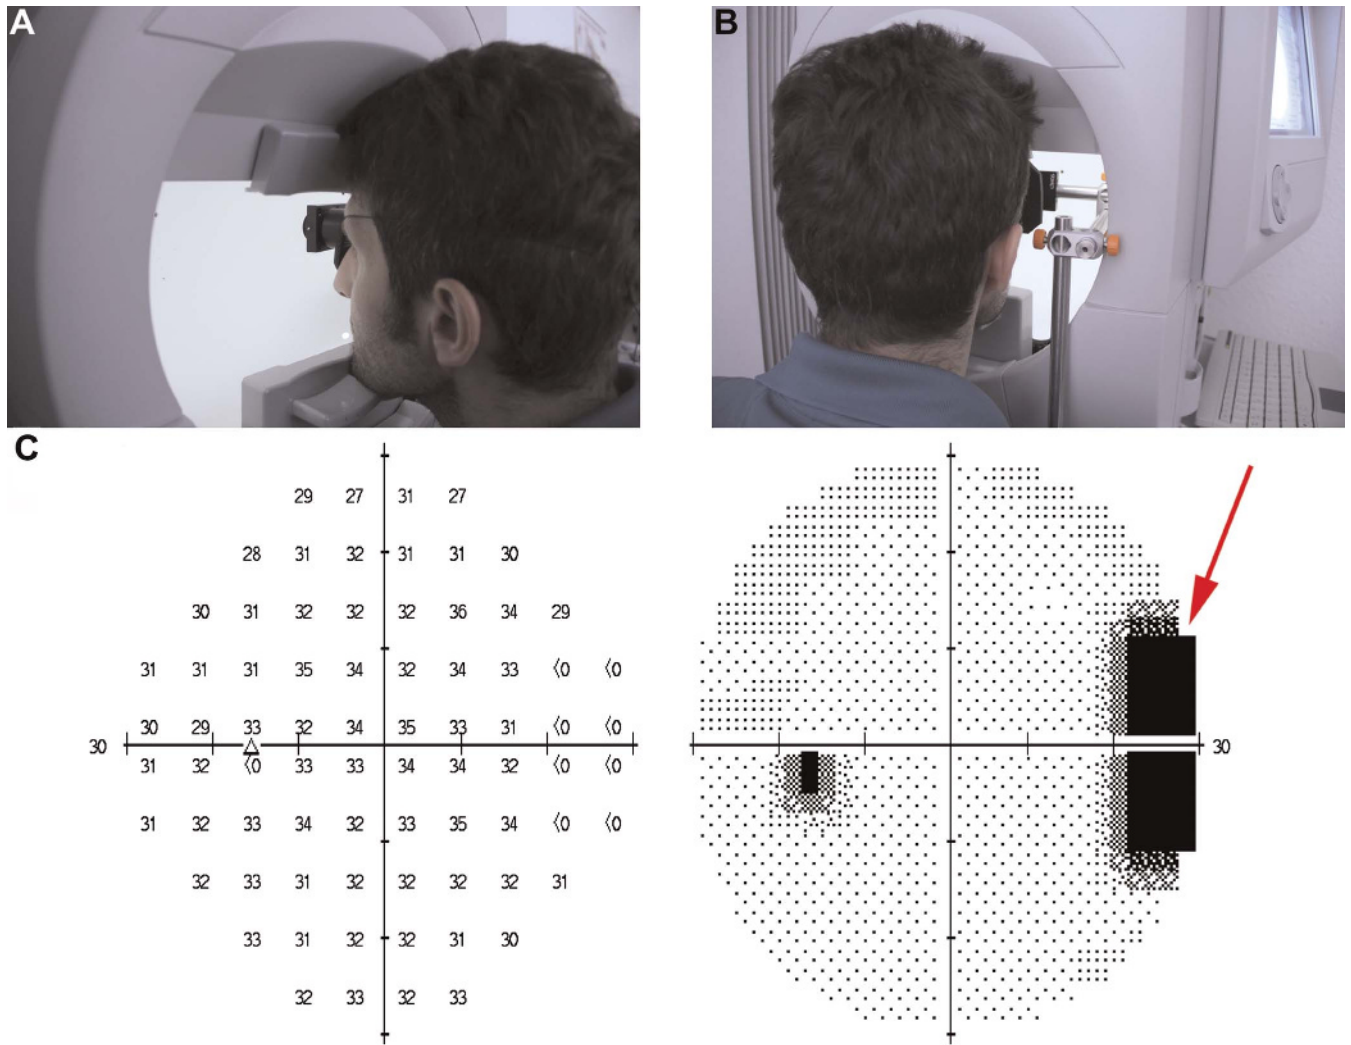 A
B
C
29 27 31 27
28 31 32 31 31 30
30 31 32 32 32 36 34 29
31 31 31 35 34 32 34 33 <0 <0
30 29 33 32 34 35 33 31 <0 <0
30
30
31 32 <0 33 33 34 34 32 <0 <0
31 32 33 34 32 33 35 34 <0 <0
32 33 31 32 32 32 32 31
33 31 32 32 31 30
32 33 32 33